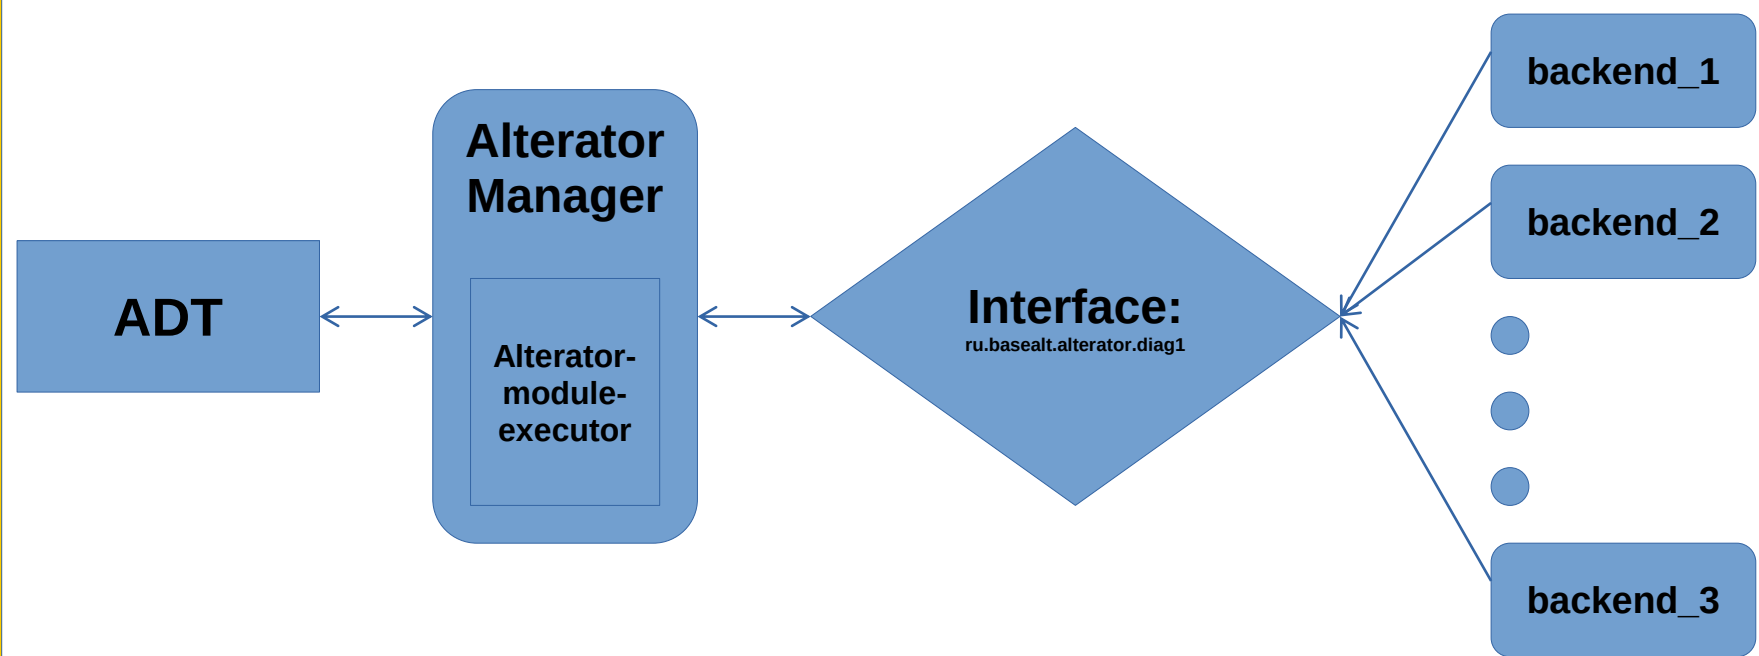 ADT
Alterator
Manager
Alterator-
module-
executor
Interface:
ru.basealt.alterator.diag1
backend_1
backend_2
backend_3